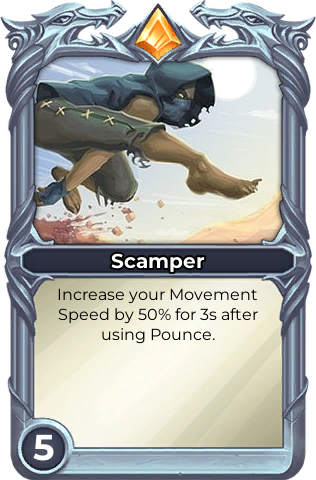 Scamper
Increase your Movement
Speed by 50% for 3s after
using Pounce.
5